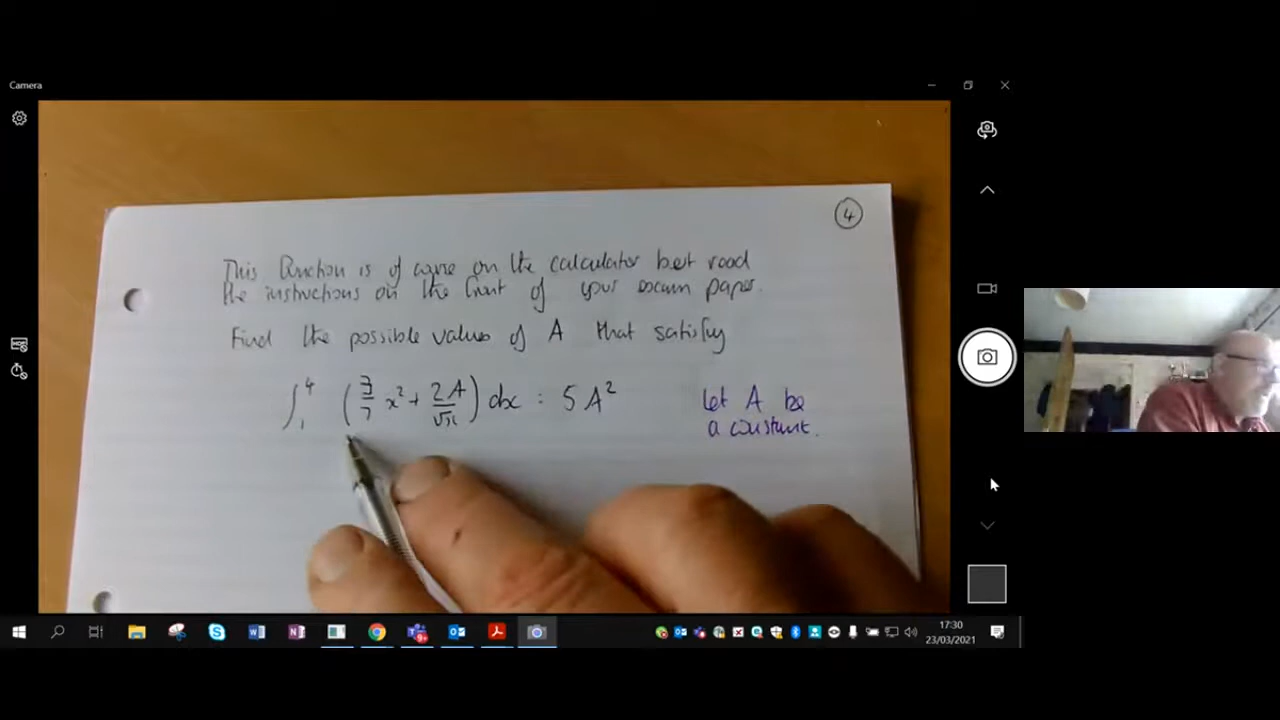 Camera
4
This Question is of course on the calculator best read
the instructions on the front of your exam paper.
Find the possible values of A that satisfy
∫₁⁴ (3/7 x² + 2A/√x) dx = 5A²
Let A be
a constant.
17:30
23/03/2021